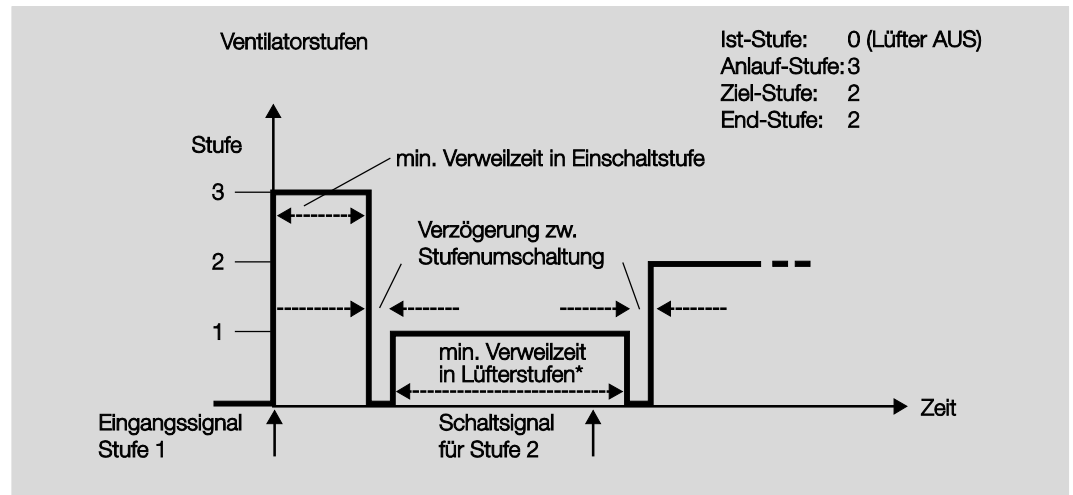 Ventilatorstufen
Ist-Stufe: 0 (Lüfter AUS)
Anlauf-Stufe: 3
Ziel-Stufe: 2
End-Stufe: 2
Stufe
min. Verweilzeit in Einschaltstufe
3
Verzögerung zw.
Stufenumschaltung
2
1
min. Verweilzeit
in Lüfterstufen*
Zeit
Eingangssignal
Stufe 1
Schaltsignal
für Stufe 2